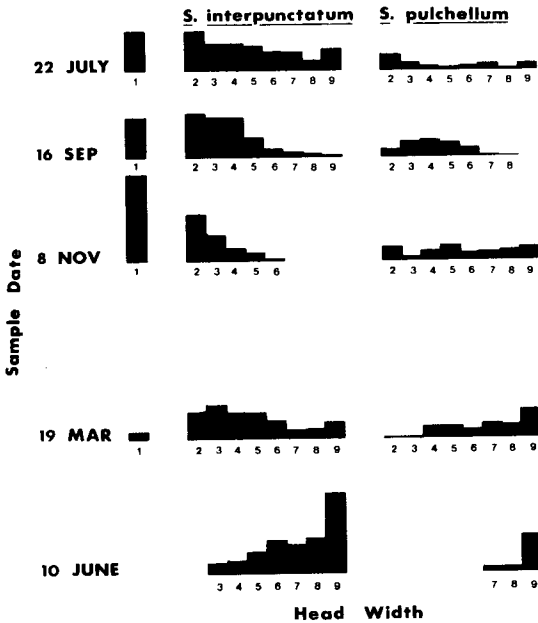 S. interpunctatum S. pulchellum
22 JULY
1 2 3 4 5 6 7 8 9 2 3 4 5 6 7 8 9
16 SEP
1 2 3 4 5 6 7 8 9 2 3 4 5 6 7 8
8 NOV
1 2 3 4 5 6 2 3 4 5 6 7 8 9
19 MAR
1 2 3 4 5 6 7 8 9 2 3 4 5 6 7 8 9
10 JUNE
3 4 5 6 7 8 9 7 8 9
Sample Date
Head Width